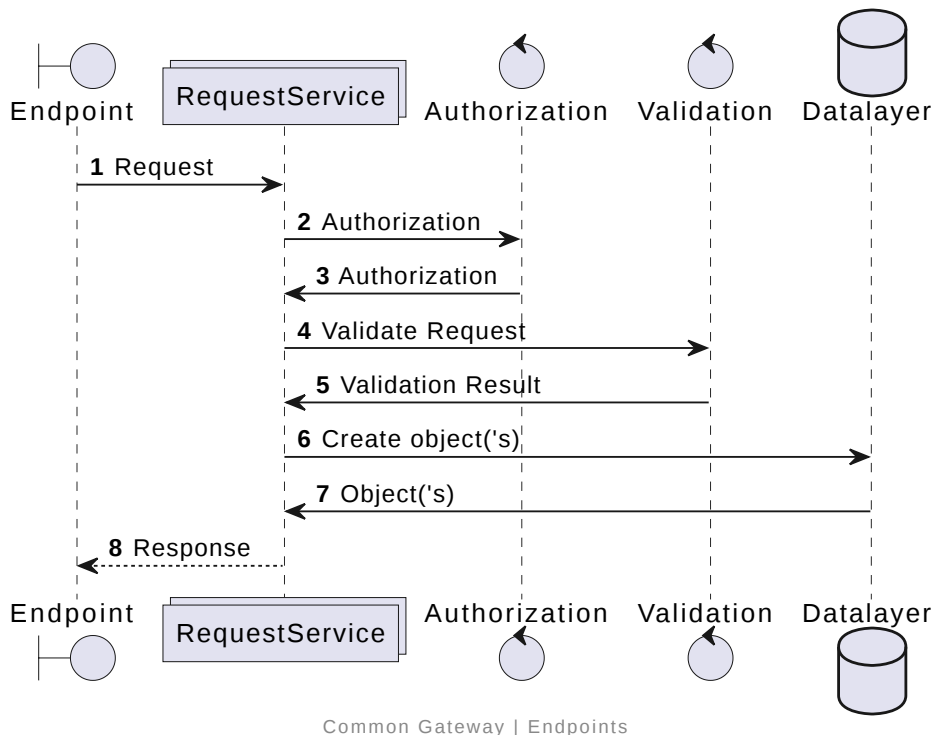 Endpoint
RequestService
Authorization
Validation
Datalayer
1 Request
2 Authorization
3 Authorization
4 Validate Request
5 Validation Result
6 Create object('s)
7 Object('s)
8 Response
Endpoint
RequestService
Authorization
Validation
Datalayer
Common Gateway | Endpoints